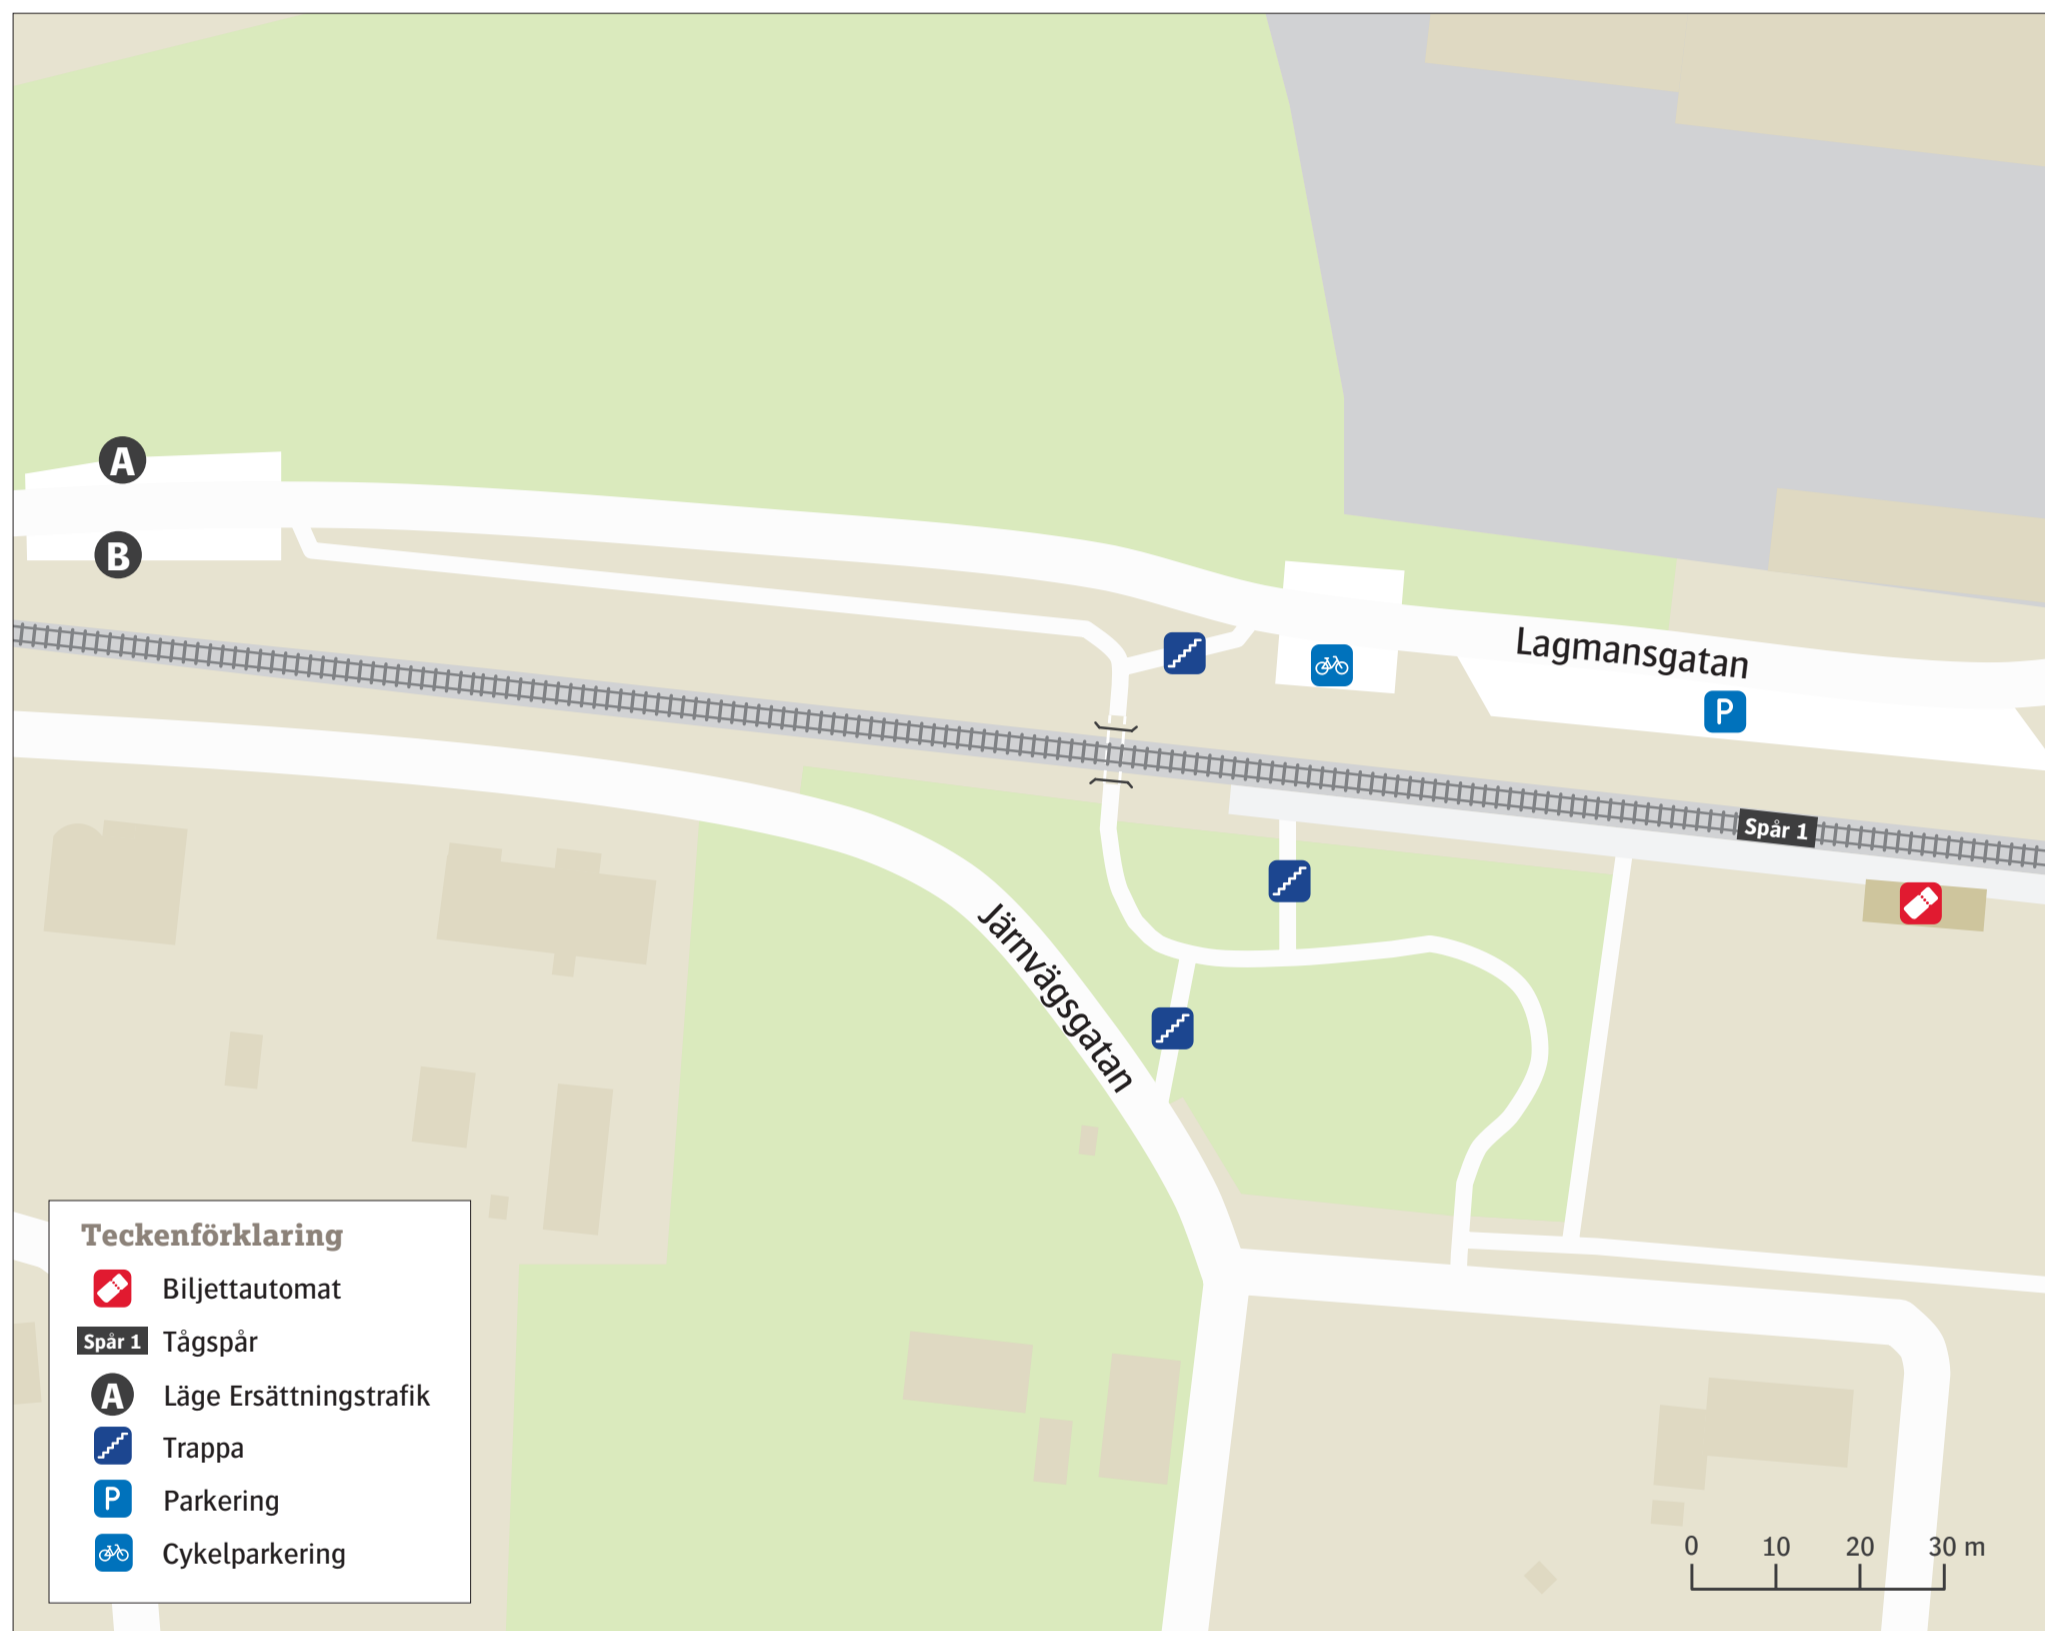 A
B
Lagmansgatan
P
Spår 1
Järnvägsgatan
Teckenförklaring
Biljettautomat
Spår 1 Tågspår
A Läge Ersättningstrafik
Trappa
P Parkering
Cykelparkering
0 10 20 30 m